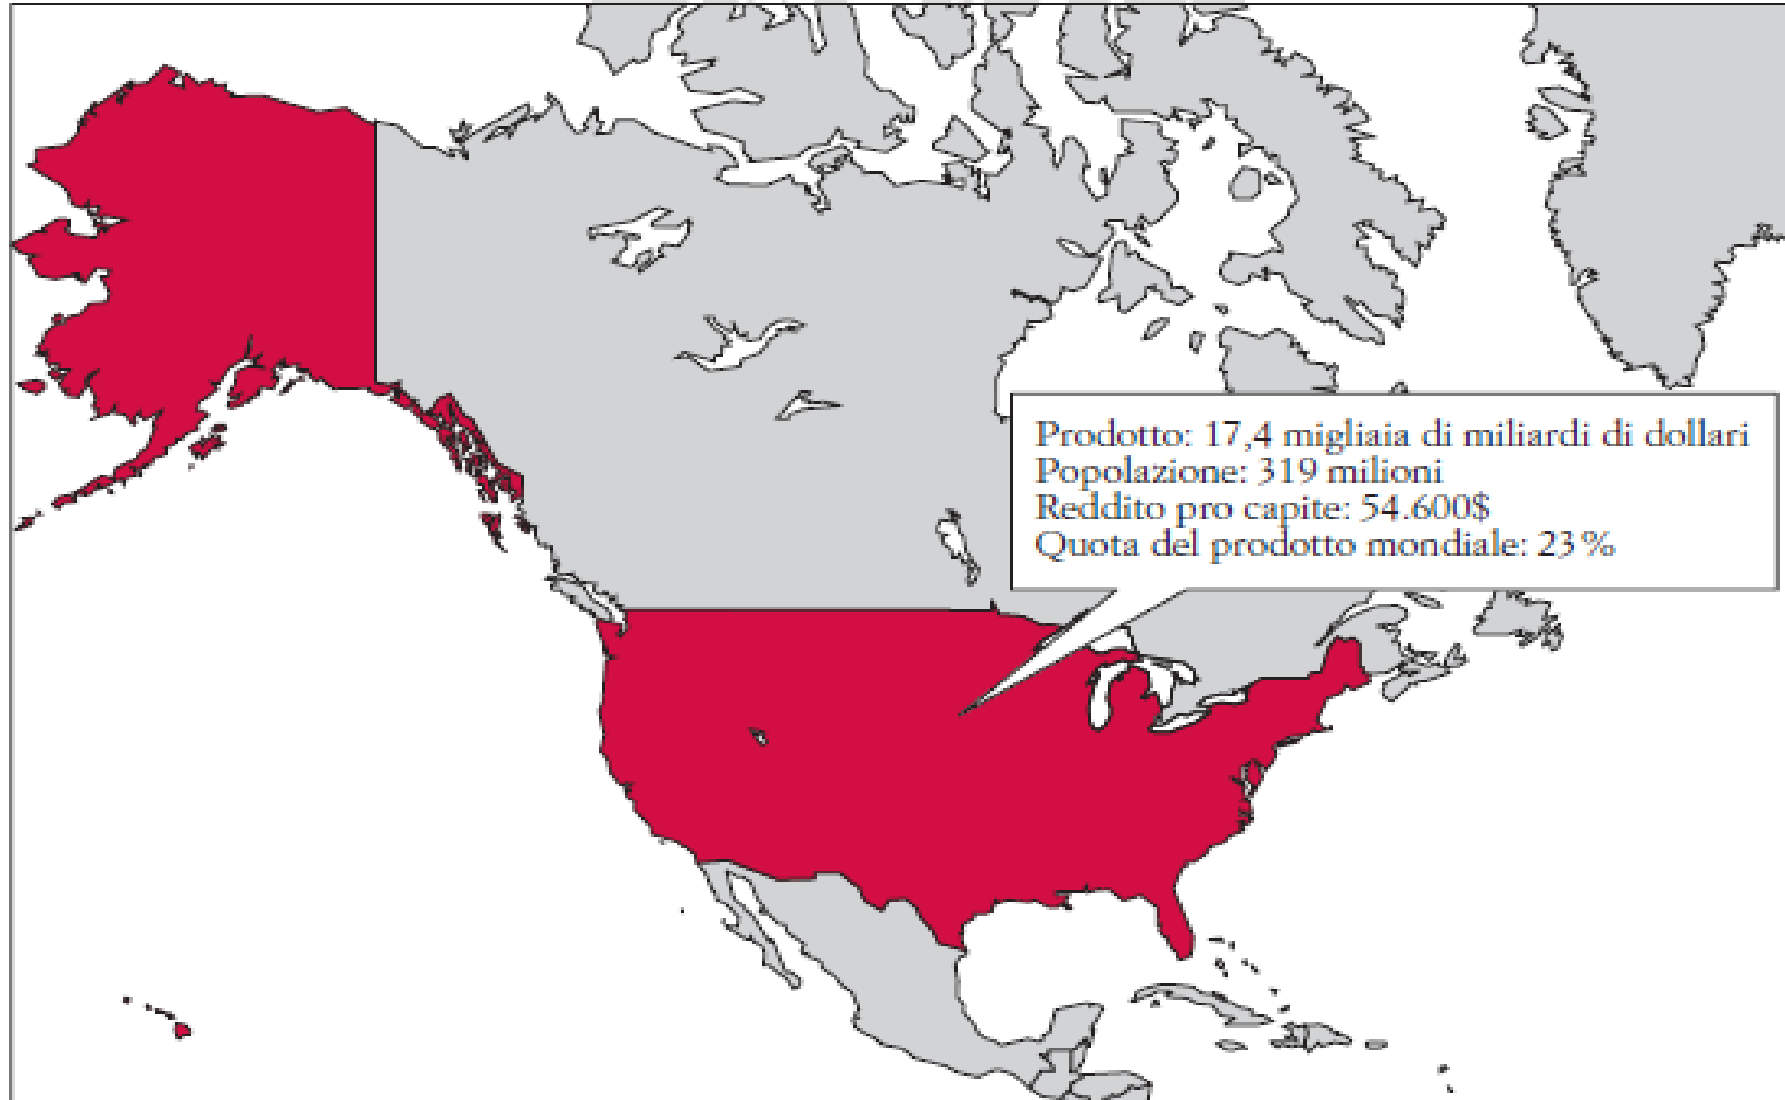 Prodotto: 17,4 migliaia di miliardi di dollari
Popolazione: 319 milioni
Reddito pro capite: 54.600$
Quota del prodotto mondiale: 23%